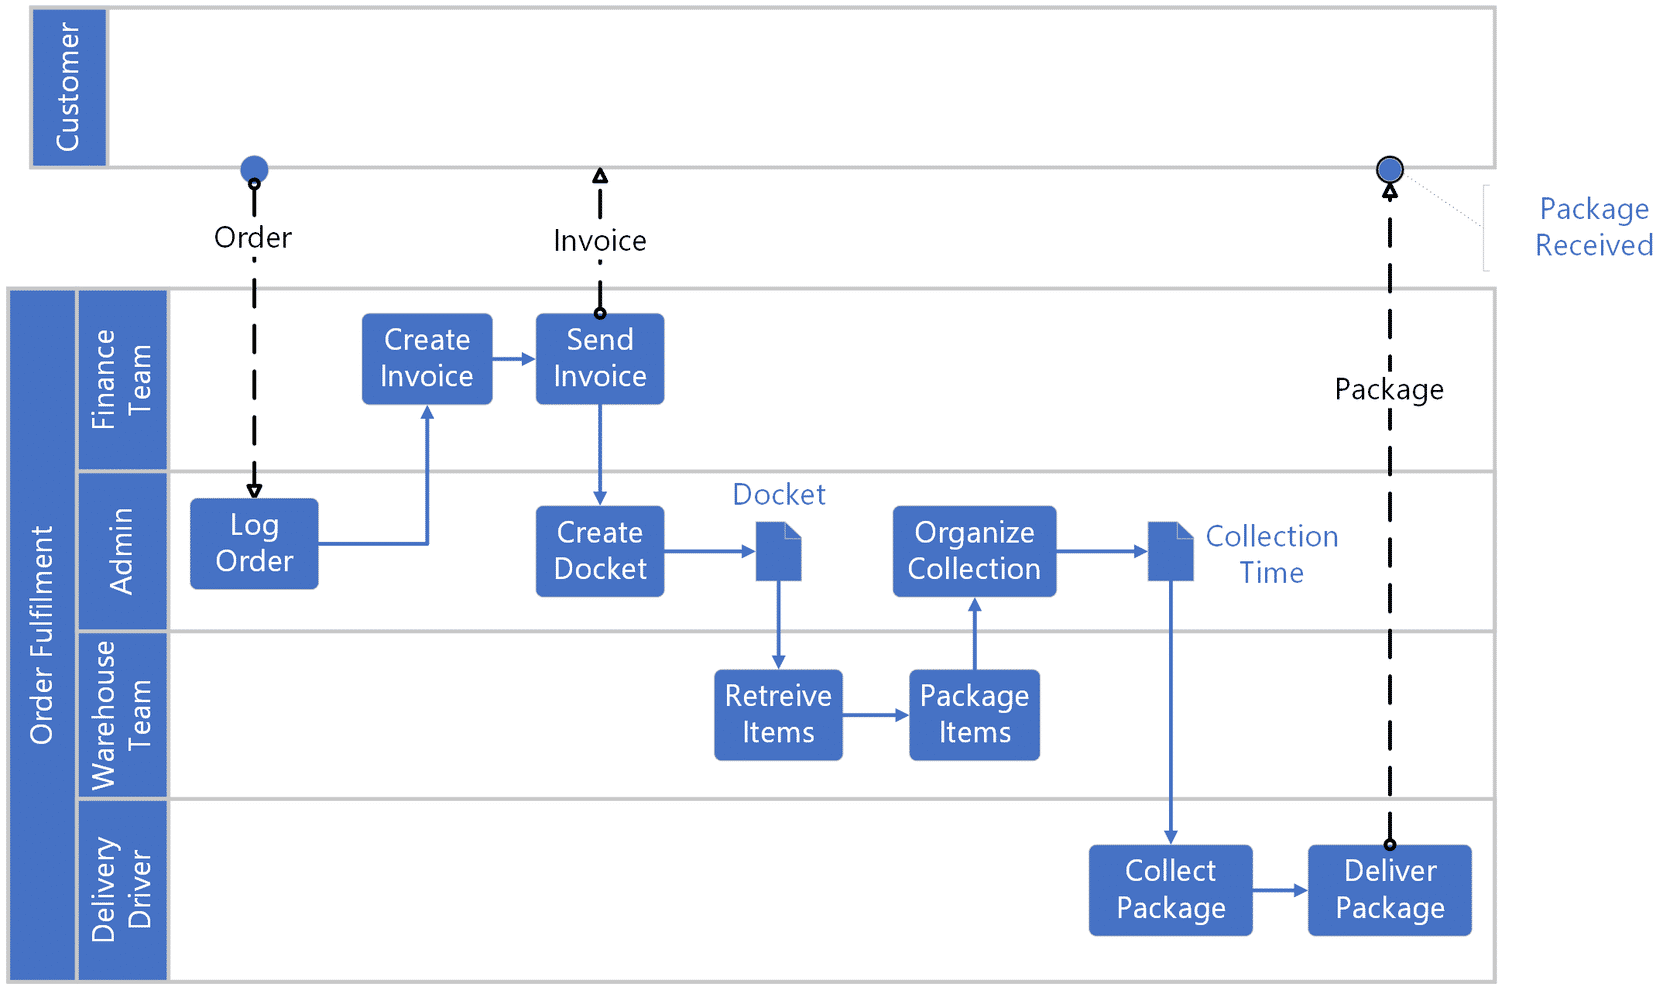 Customer
Order
Invoice
Package
Received
Order Fulfilment
Finance
Team
Create
Invoice
Send
Invoice
Package
Admin
Log
Order
Create
Docket
Docket
Organize
Collection
Collection
Time
Warehouse
Team
Retreive
Items
Package
Items
Delivery
Driver
Collect
Package
Deliver
Package